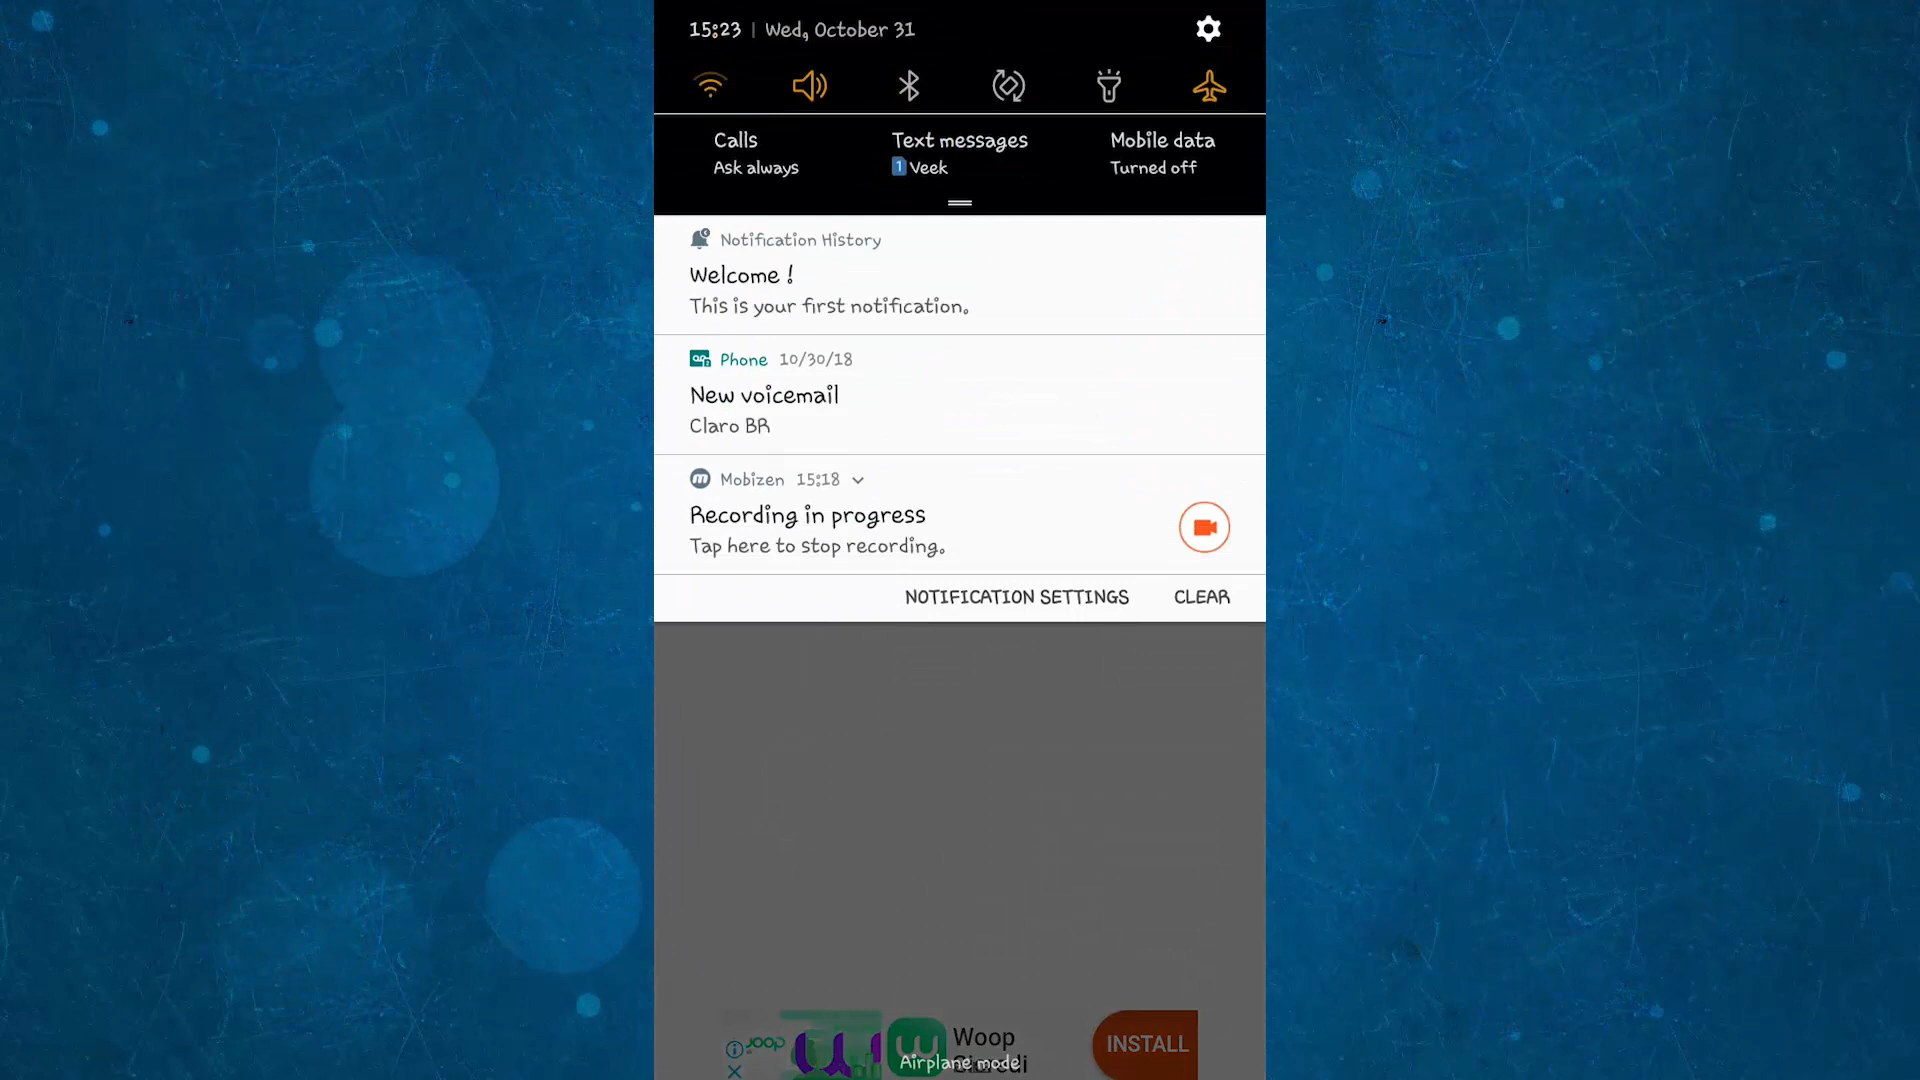 15:23 | Wed, October 31
Calls
Ask always
Text messages
1 Veek
Mobile data
Turned off
Notification History
Welcome !
This is your first notification.
Phone 10/30/18
New voicemail
Claro BR
Mobizen 15:18
Recording in progress
Tap here to stop recording.
NOTIFICATION SETTINGS CLEAR
Woop
INSTALL
Airplane mode